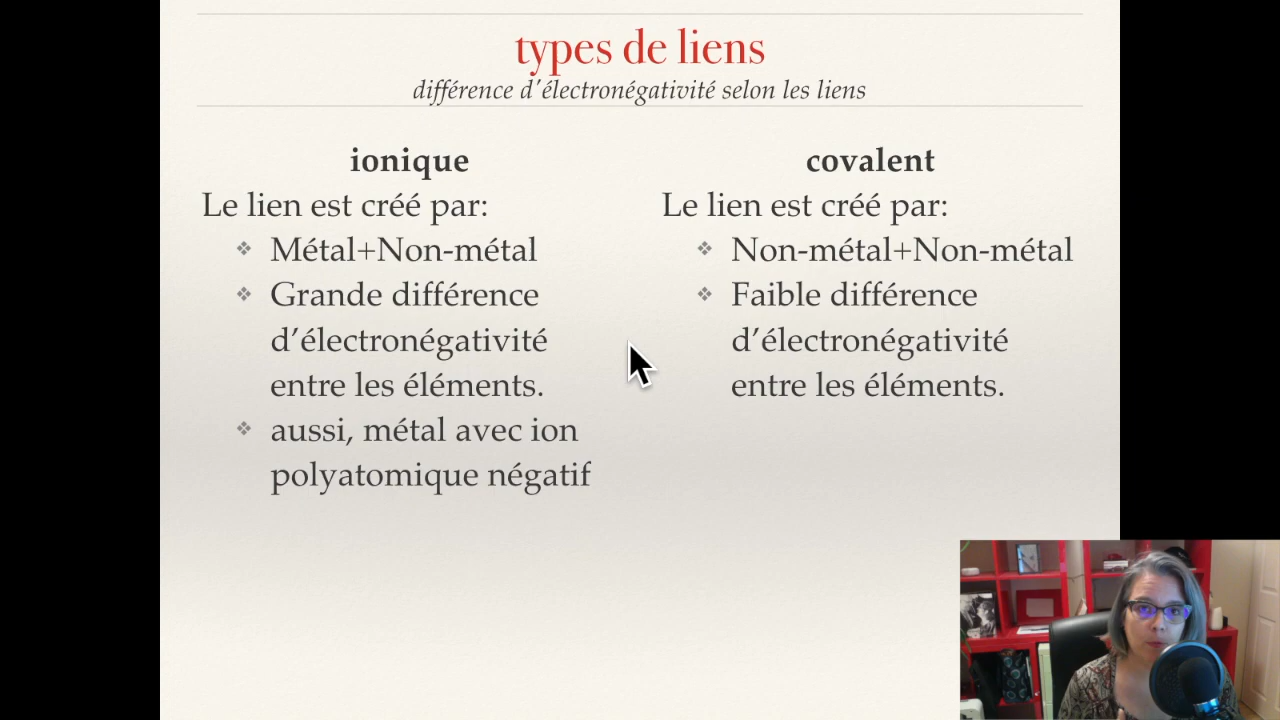 types de liens
différence d'électronégativité selon les liens
ionique
Le lien est créé par:
❖ Métal+Non-métal
❖ Grande différence
d'électronégativité
entre les éléments.
❖ aussi, métal avec ion
polyatomique négatif
covalent
Le lien est créé par:
❖ Non-métal+Non-métal
❖ Faible différence
d'électronégativité
entre les éléments.